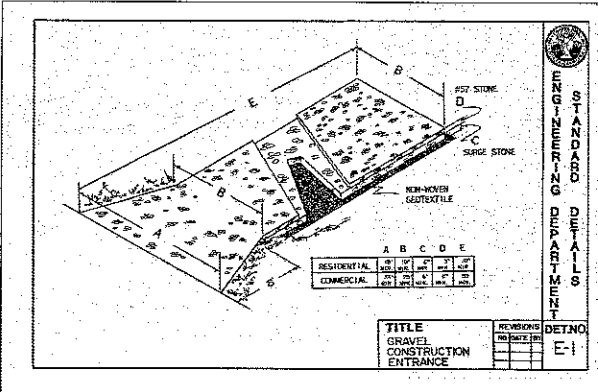 B
E
#57 STONE
D
C
SURGE STONE
B
NON-WOVEN
GEOTEXTILE
A
B
A B C D E
RESIDENTIAL
COMMERCIAL
STANDARD DETAILS
ENGINEERING DEPARTMENT
TITLE
GRAVEL
CONSTRUCTION
ENTRANCE
REVISIONS
NO DATE BY
DET.NO.
E-1